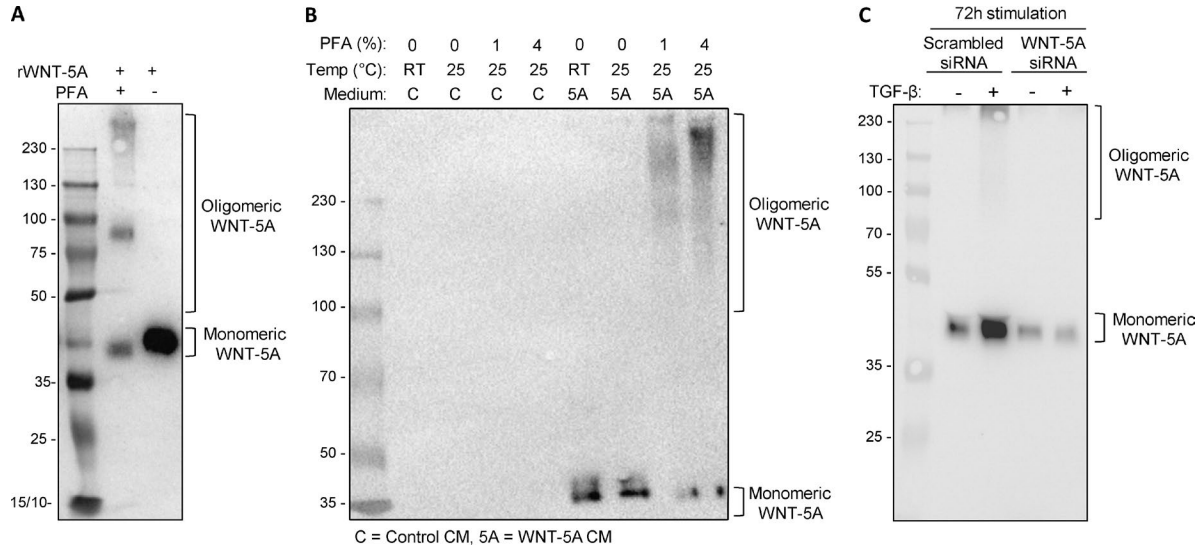 A
rWNT-5A + +
PFA + -
230 -
130 -
100 -
75 -
50 -
35-
25 -
15/10-
Oligomeric
WNT-5A
Monomeric
WNT-5A
B
PFA (%): 0 0 1 4 0 0 1 4
Temp (°C): RT 25 25 25 RT 25 25 25
Medium: C C C C 5A 5A 5A 5A
230 -
130 -
100 -
70 -
50 -
35 -
Oligomeric
WNT-5A
Monomeric
WNT-5A
C = Control CM, 5A = WNT-5A CM
C
72h stimulation
Scrambled siRNA
WNT-5A siRNA
TGF-β: - + - +
230 -
130 -
100 -
70 -
55 -
35 -
25 -
Oligomeric
WNT-5A
Monomeric
WNT-5A